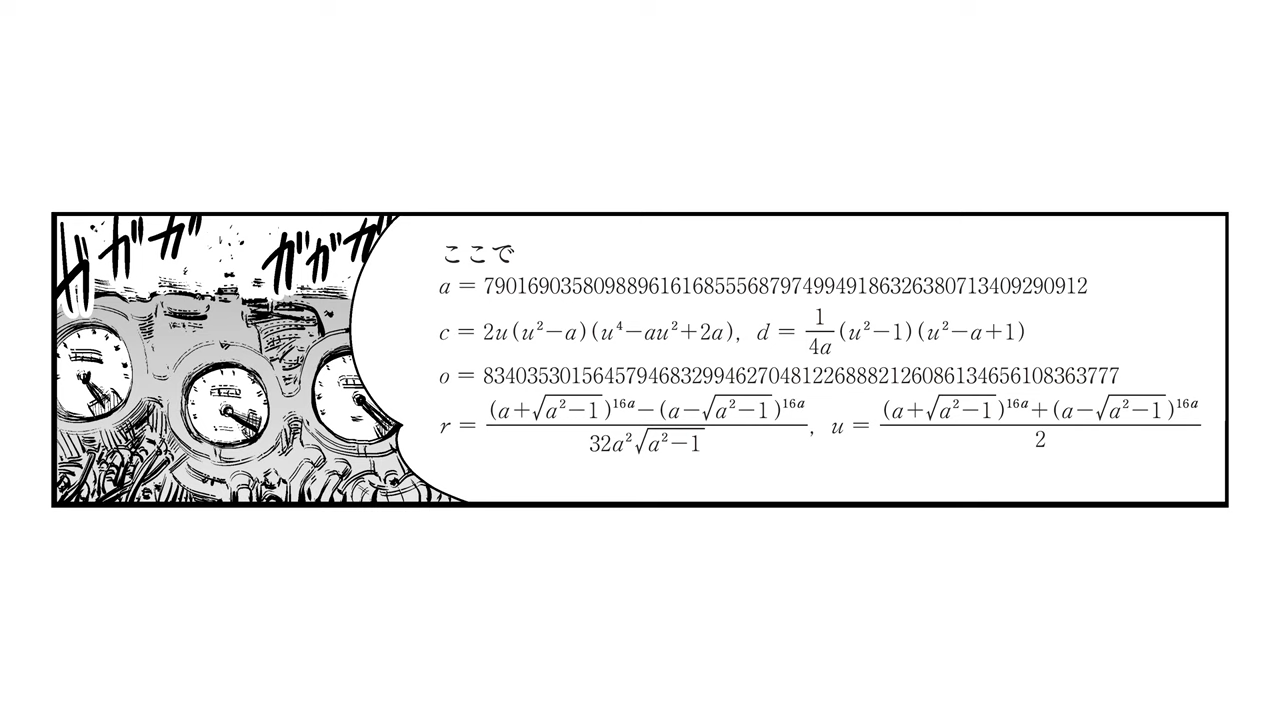 ガガガ
ガガガ
ここで
a = 7901690358098896161685556879749949186326380713409290912
c = 2u(u²−a)(u⁴−au²+2a), d = 1/4a (u²−1)(u²−a+1)
o = 8340353015645794683299462704812268882126086134656108363777
r = (a+√(a²−1))^16a−(a−√(a²−1))^16a / 32a²√(a²−1), u = (a+√(a²−1))^16a+(a−√(a²−1))^16a / 2